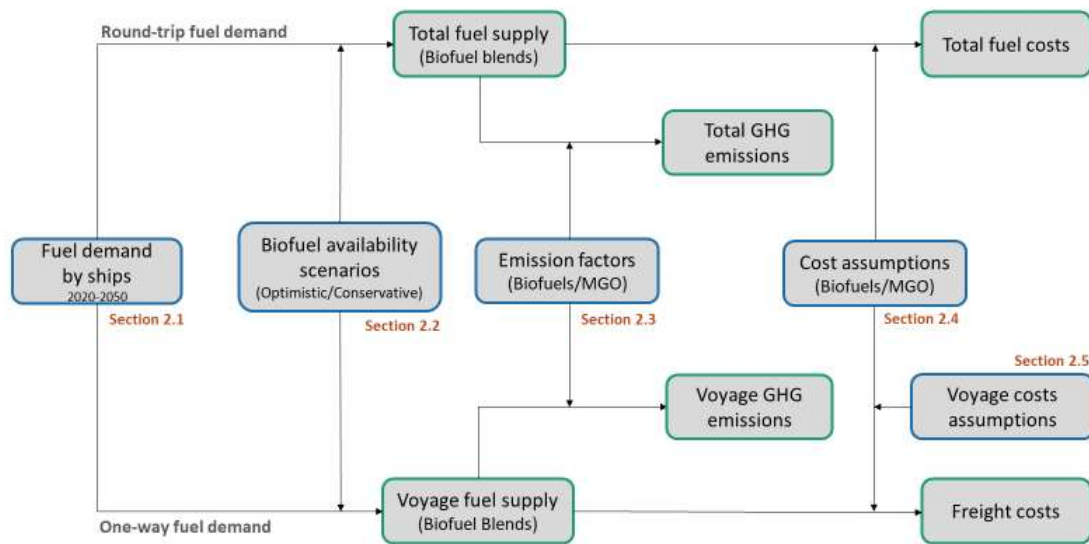 Round-trip fuel demand
Total fuel supply
(Biofuel blends)
Total fuel costs
Total GHG
emissions
Fuel demand
by ships
2020-2050
Section 2.1
Biofuel availability
scenarios
(Optimistic/Conservative)
Section 2.2
Emission factors
(Biofuels/MGO)
Section 2.3
Cost assumptions
(Biofuels/MGO)
Section 2.4
Section 2.5
Voyage GHG
emissions
Voyage costs
assumptions
One-way fuel demand
Voyage fuel supply
(Biofuel Blends)
Freight costs